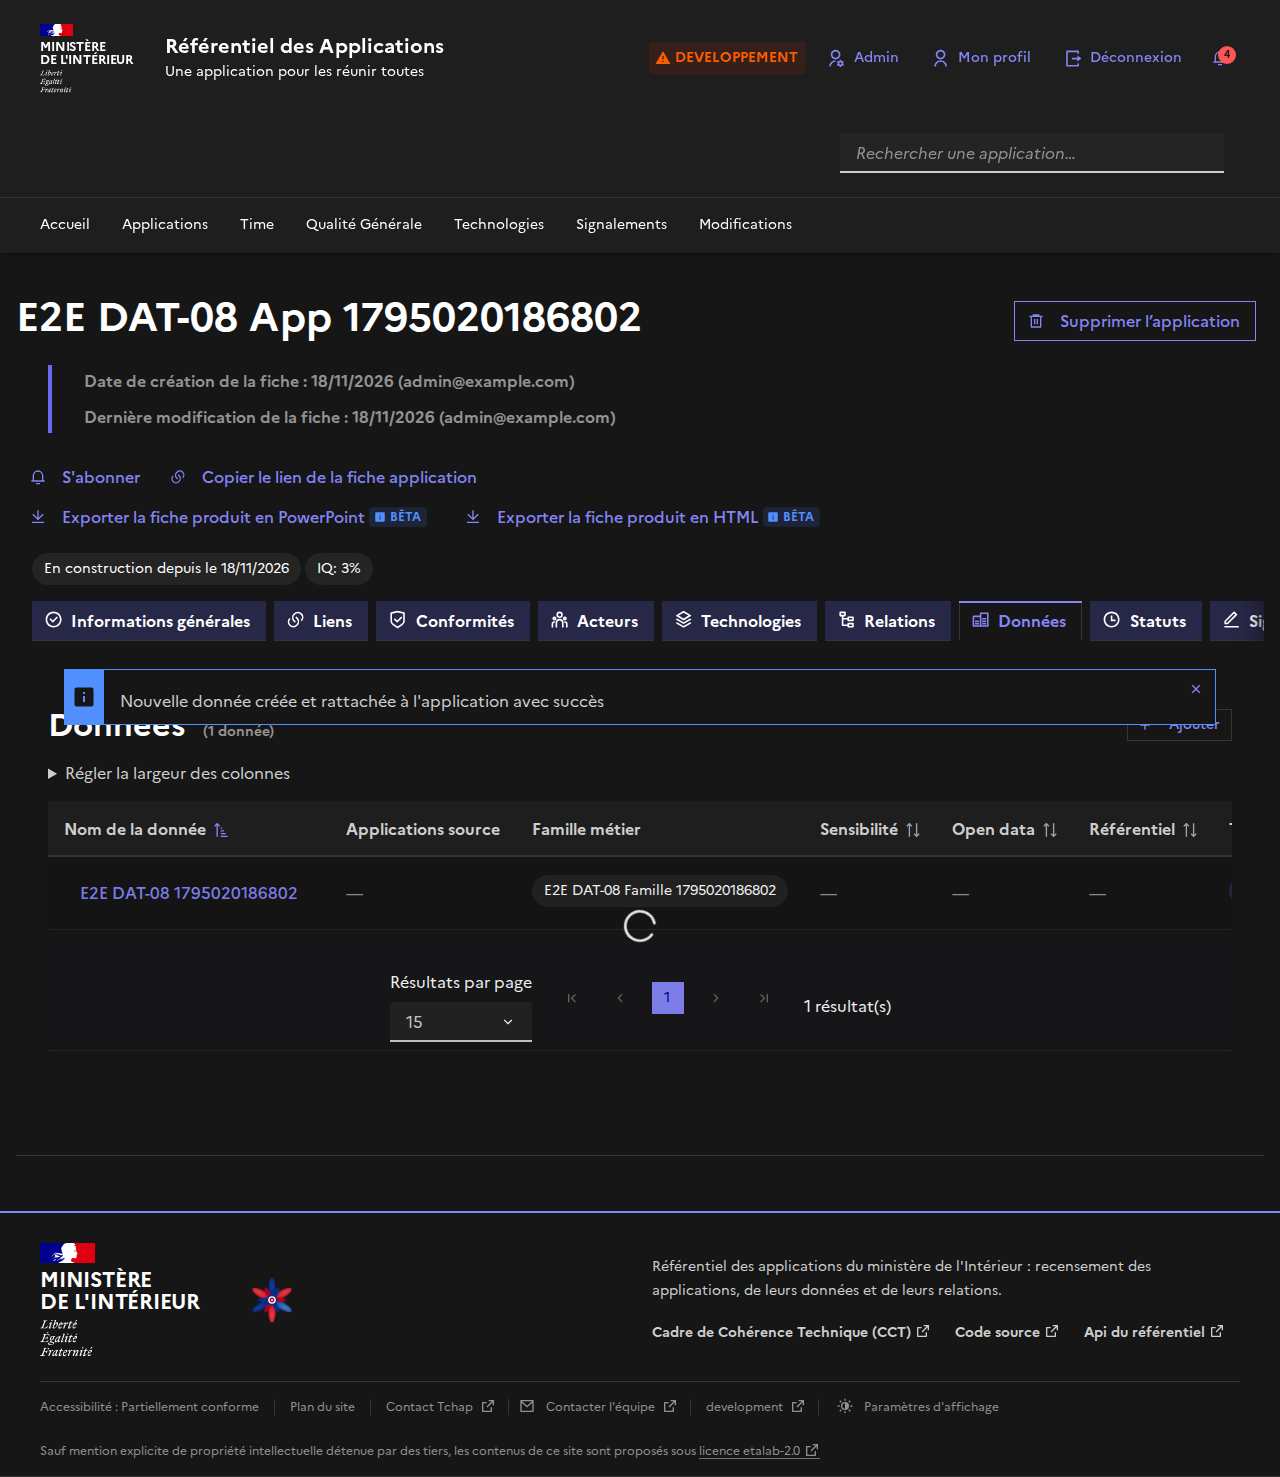 MINISTÈRE
DE L'INTÉRIEUR
Liberté
Égalité
Fraternité
Référentiel des Applications
Une application pour les réunir toutes
DEVELOPPEMENT
Admin
Mon profil
Déconnexion
4
Rechercher une application…
Accueil
Applications
Time
Qualité Générale
Technologies
Signalements
Modifications
E2E DAT-08 App 1795020186802
Supprimer l’application
Date de création de la fiche : 18/11/2026 (admin@example.com)
Dernière modification de la fiche : 18/11/2026 (admin@example.com)
S'abonner
Copier le lien de la fiche application
Exporter la fiche produit en PowerPoint BÊTA
Exporter la fiche produit en HTML BÊTA
En construction depuis le 18/11/2026
IQ: 3%
Informations générales
Liens
Conformités
Acteurs
Technologies
Relations
Données
Statuts
Nouvelle donnée créée et rattachée à l'application avec succès
Données (1 donnée)
Ajouter
Régler la largeur des colonnes
Nom de la donnée
Applications source
Famille métier
Sensibilité
Open data
Référentiel
E2E DAT-08 1795020186802
—
E2E DAT-08 Famille 1795020186802
—
—
—
Résultats par page
15
1
1 résultat(s)
MINISTÈRE
DE L'INTÉRIEUR
Liberté
Égalité
Fraternité
Référentiel des applications du ministère de l'Intérieur : recensement des
applications, de leurs données et de leurs relations.
Cadre de Cohérence Technique (CCT)
Code source
Api du référentiel
Accessibilité : Partiellement conforme
Plan du site
Contact Tchap
Contacter l'équipe
development
Paramètres d'affichage
Sauf mention explicite de propriété intellectuelle détenue par des tiers, les contenus de ce site sont proposés sous licence etalab-2.0